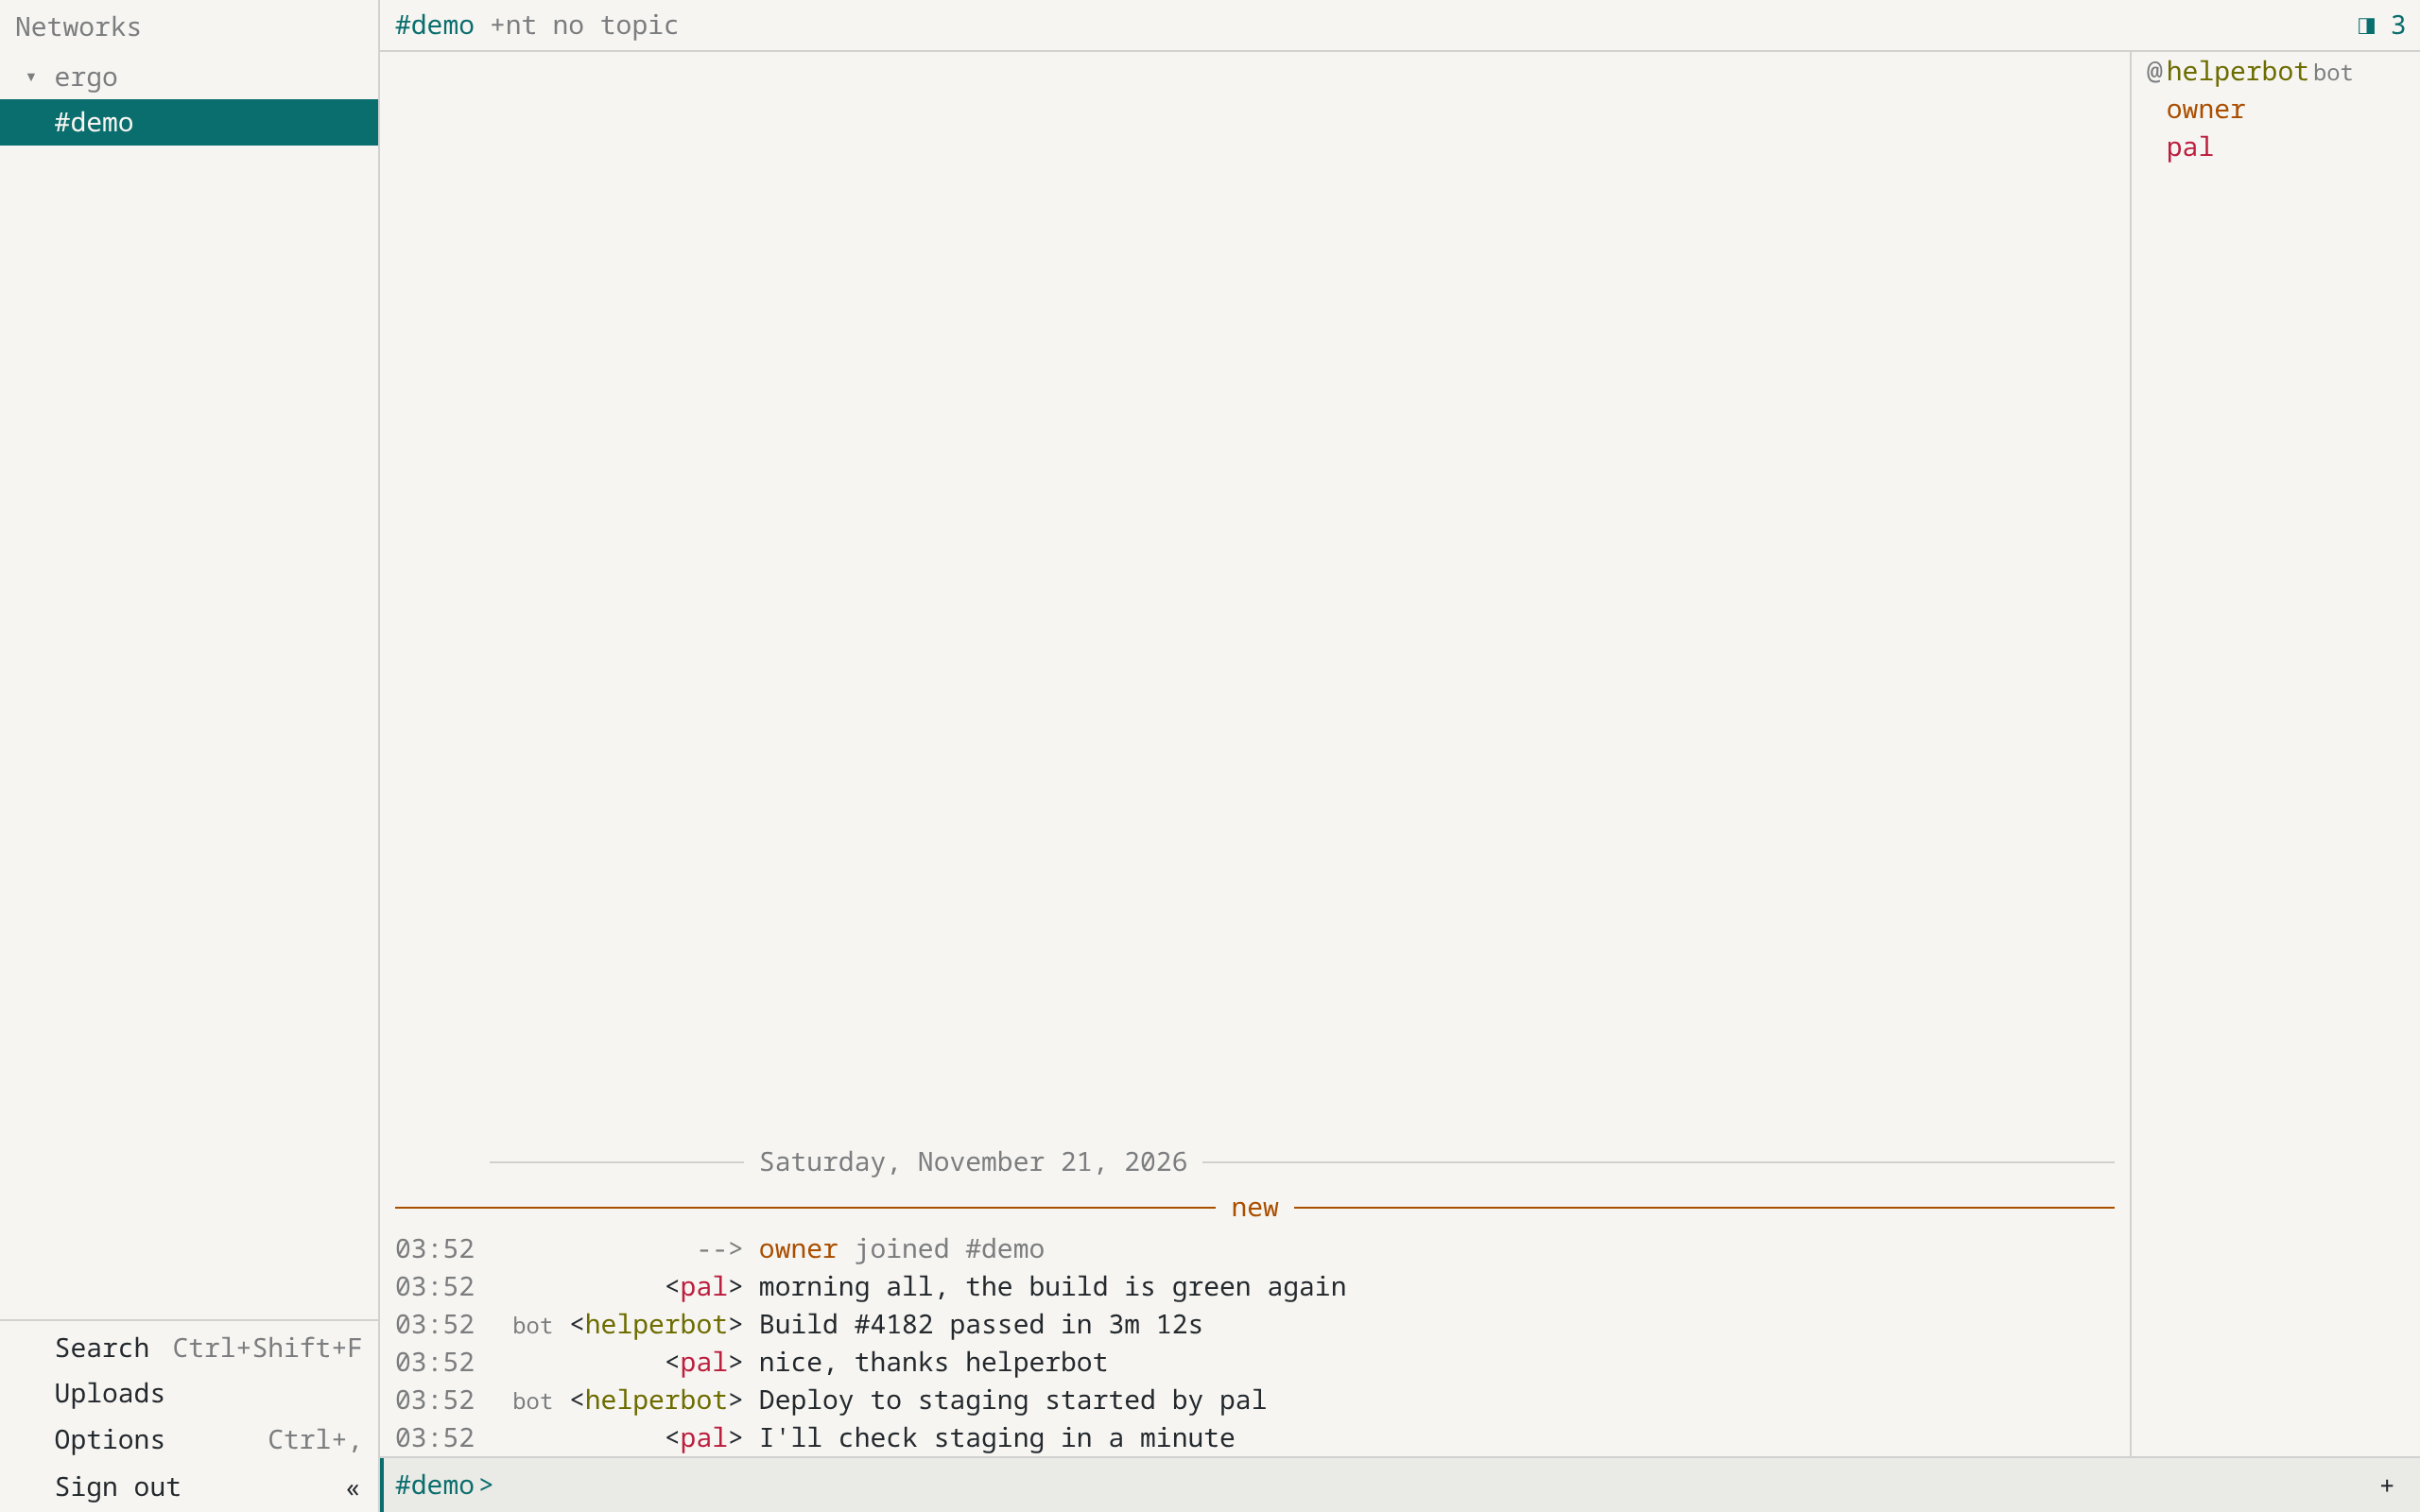 Networks
▾ ergo
#demo
Search Ctrl+Shift+F
Uploads
Options Ctrl+,
Sign out «
#demo +nt no topic
◨ 3
Saturday, November 21, 2026
new
03:52 --> owner joined #demo
03:52 <pal> morning all, the build is green again
03:52 bot <helperbot> Build #4182 passed in 3m 12s
03:52 <pal> nice, thanks helperbot
03:52 bot <helperbot> Deploy to staging started by pal
03:52 <pal> I'll check staging in a minute
#demo> +
@helperbot bot
owner
pal